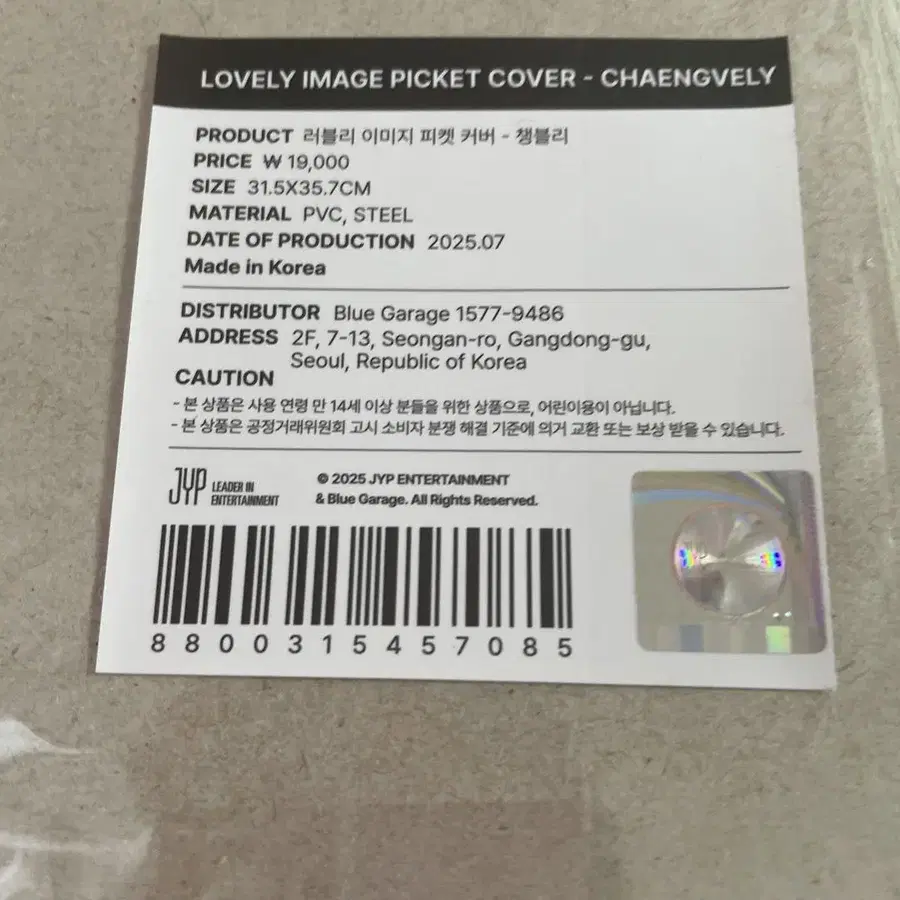 LOVELY IMAGE PICKET COVER - CHAENGVELY
PRODUCT 러블리 이미지 피켓 커버 - 챙블리
PRICE ₩ 19,000
SIZE 31.5X35.7CM
MATERIAL PVC, STEEL
DATE OF PRODUCTION 2025.07
Made in Korea
DISTRIBUTOR Blue Garage 1577-9486
ADDRESS 2F, 7-13, Seongan-ro, Gangdong-gu,
Seoul, Republic of Korea
CAUTION
- 본 상품은 사용 연령 만 14세 이상 분들을 위한 상품으로, 어린이용이 아닙니다.
- 본 상품은 공정거래위원회 고시 소비자 분쟁 해결 기준에 의거 교환 또는 보상 받을 수 있습니다.
JYP LEADER IN
ENTERTAINMENT
© 2025 JYP ENTERTAINMENT
& Blue Garage. All Rights Reserved.
8800315457085